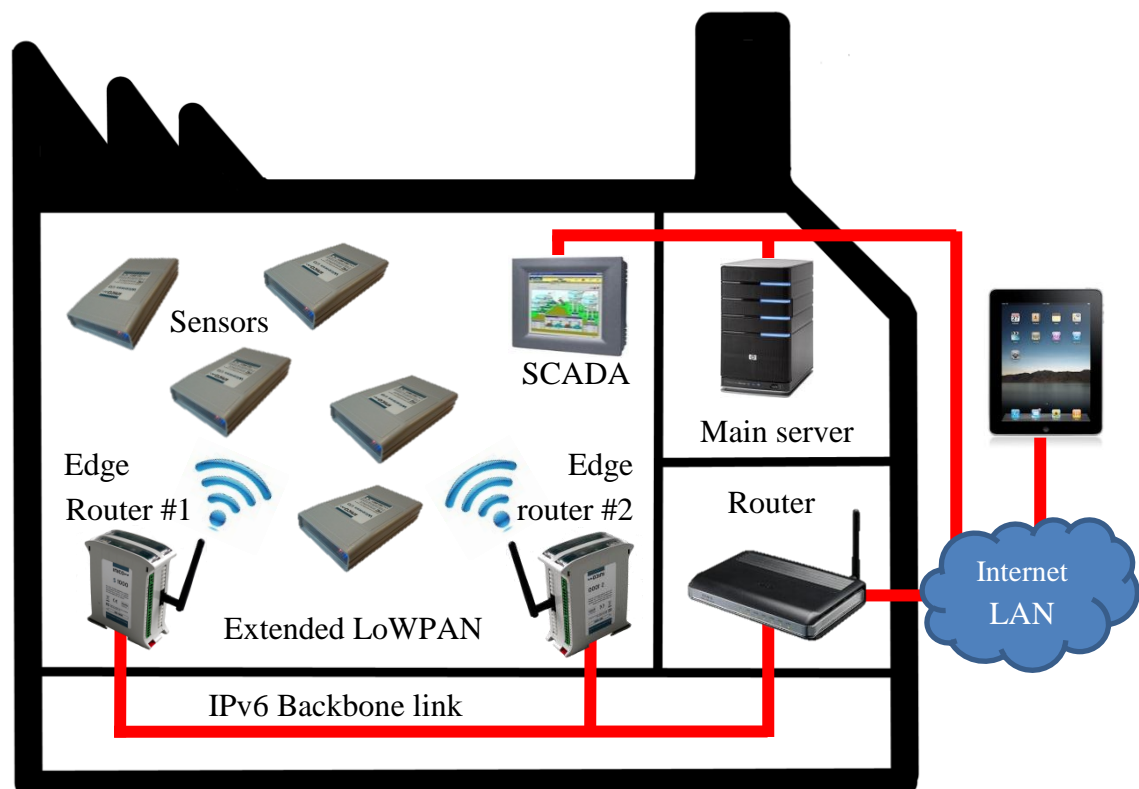 Sensors
SCADA
Main server
Edge
Router #1
Edge
router #2
Router
Internet
LAN
Extended LoWPAN
IPv6 Backbone link